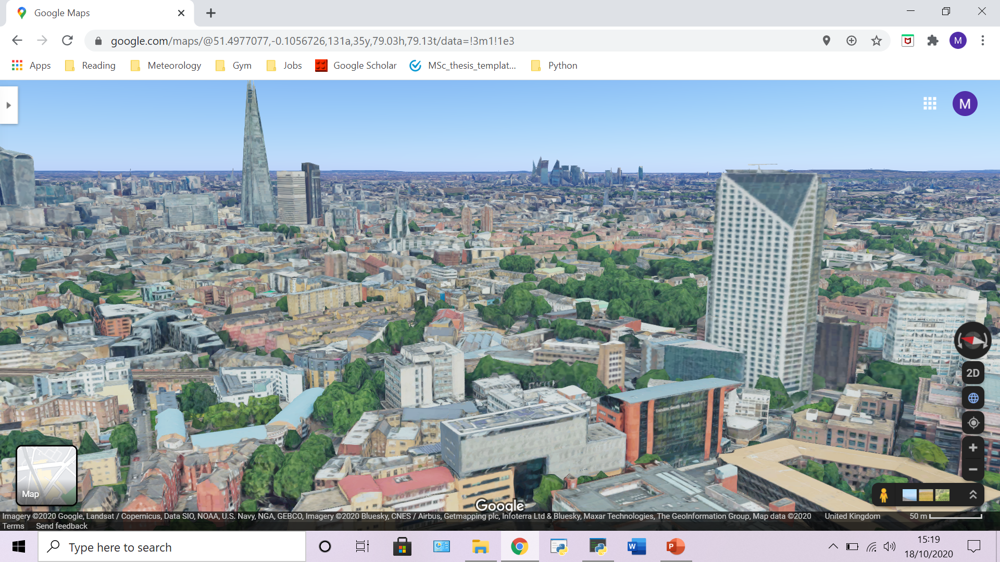 Google Maps
google.com/maps/@51.4977077,-0.1056726,131a,35y,79.03h,79.13t/data=!3m1!1e3
M
Apps
Reading
Meteorology
Gym
Jobs
Google Scholar
MSc_thesis_templat...
Python
M
2D
Map
Google
Imagery ©2020 Google, Landsat / Copernicus, Data SIO, NOAA, U.S. Navy, NGA, GEBCO, Imagery ©2020 Bluesky, CNES / Airbus, Getmapping plc, Infoterra Ltd & Bluesky, Maxar Technologies, The GeoInformation Group, Map data ©2020 United Kingdom 50 m
Terms Send feedback
Type here to search
W
P
15:19
18/10/2020